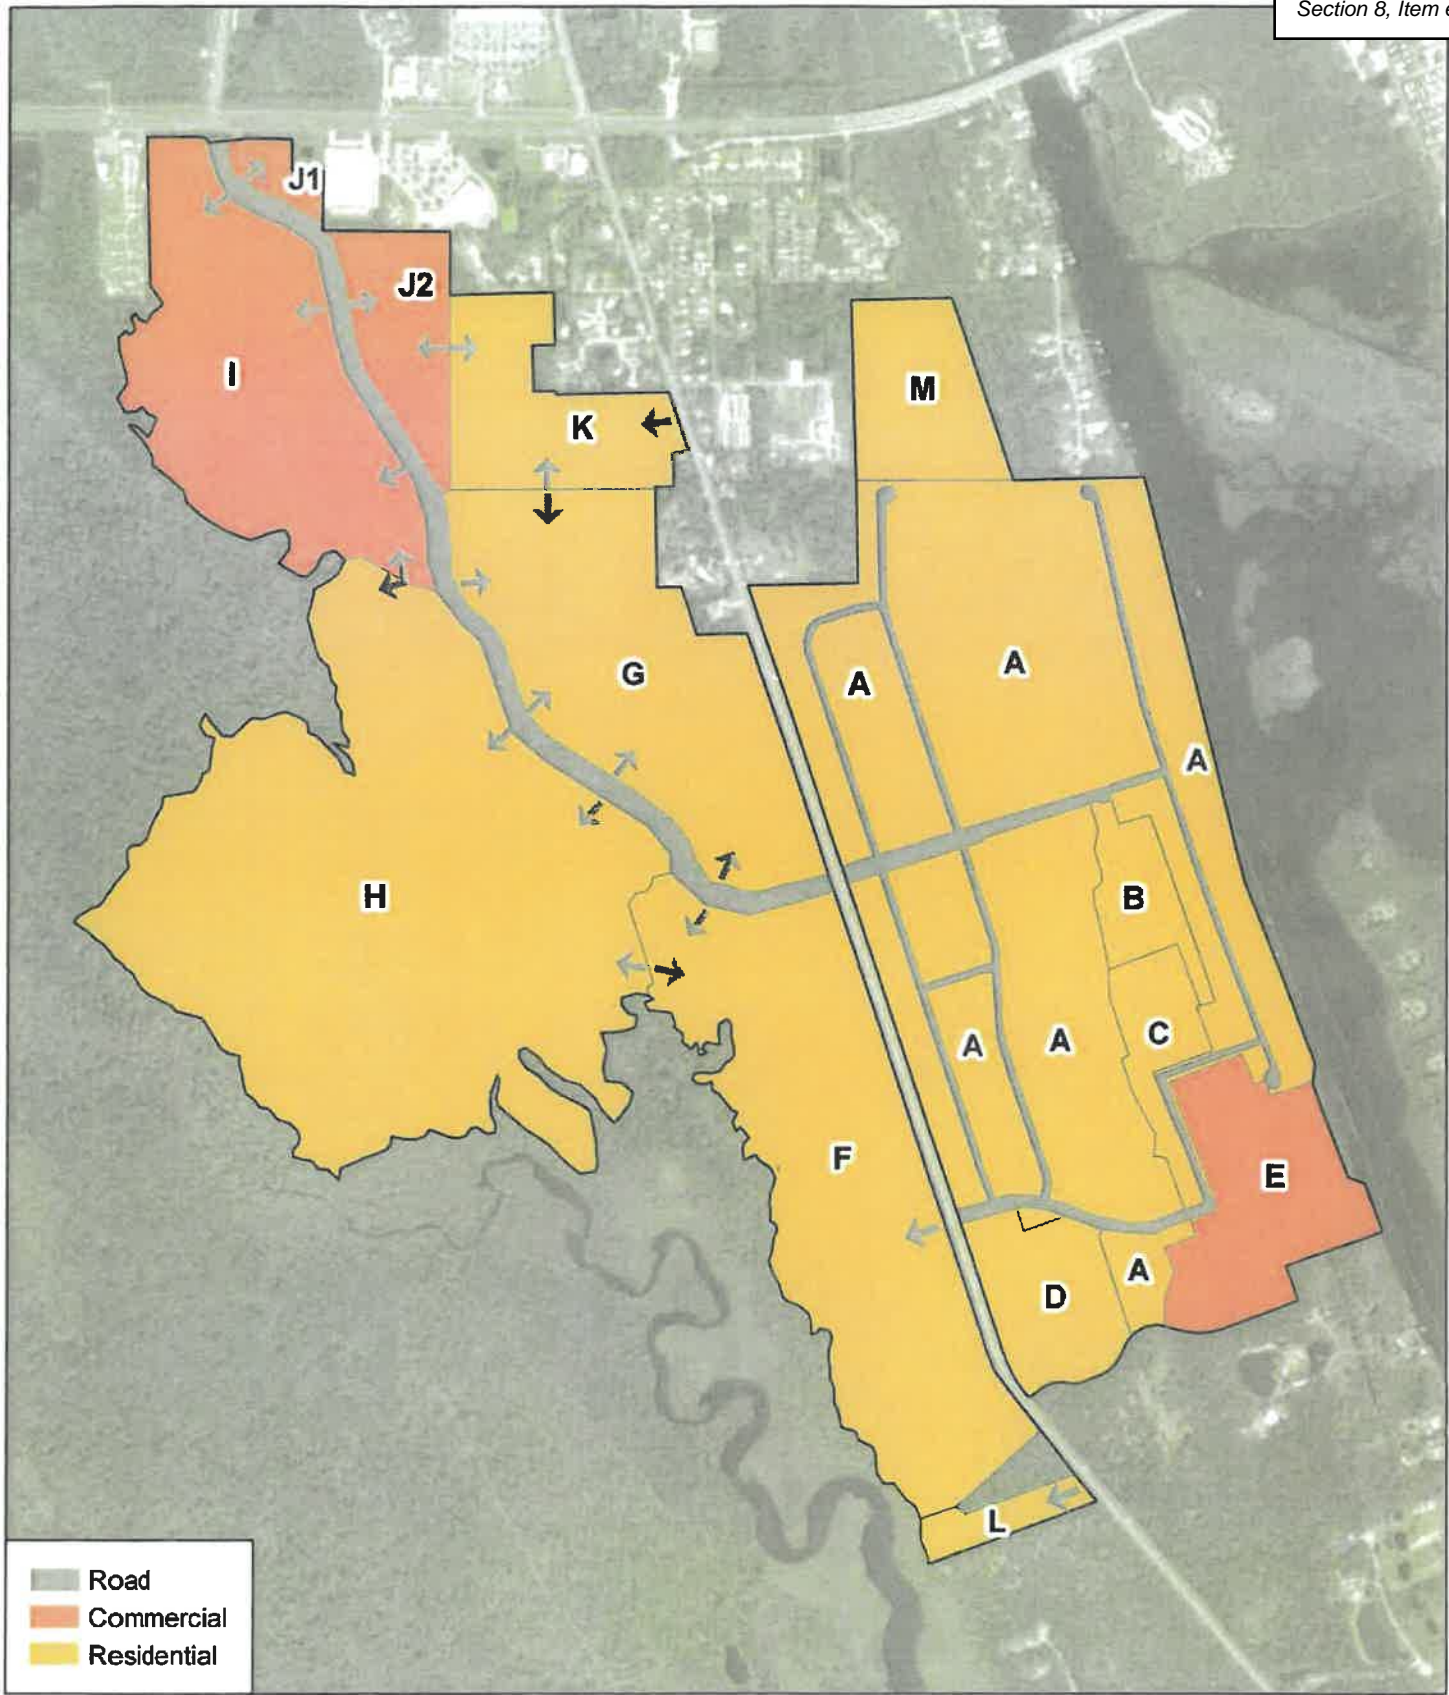 Section 8, Item e
J1
J2
I
K
M
G
A
A
A
H
B
A
A
C
F
E
D
A
L
Road
Commercial
Residential